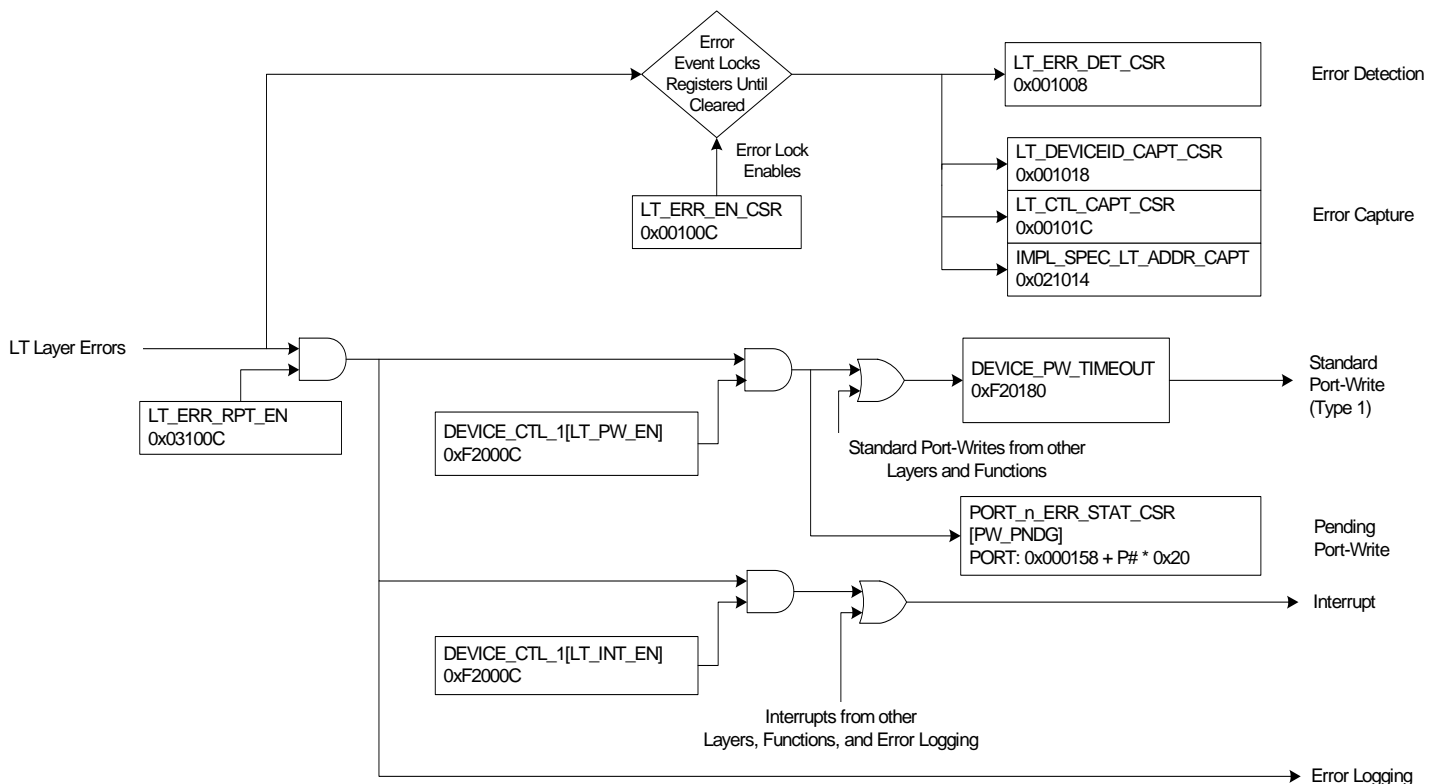 Error
Event Locks
Registers Until
Cleared
LT_ERR_DET_CSR
0x001008
Error Detection
Error Lock
Enables
LT_ERR_EN_CSR
0x00100C
LT_DEVICEID_CAPT_CSR
0x001018
LT_CTL_CAPT_CSR
0x00101C
IMPL_SPEC_LT_ADDR_CAPT
0x021014
Error Capture
LT Layer Errors
LT_ERR_RPT_EN
0x03100C
DEVICE_CTL_1[LT_PW_EN]
0xF2000C
DEVICE_PW_TIMEOUT
0xF20180
Standard
Port-Write
(Type 1)
Standard Port-Writes from other
Layers and Functions
PORT_n_ERR_STAT_CSR
[PW_PNDG]
PORT: 0x000158 + P# * 0x20
Pending
Port-Write
DEVICE_CTL_1[LT_INT_EN]
0xF2000C
Interrupt
Interrupts from other
Layers, Functions, and Error Logging
Error Logging